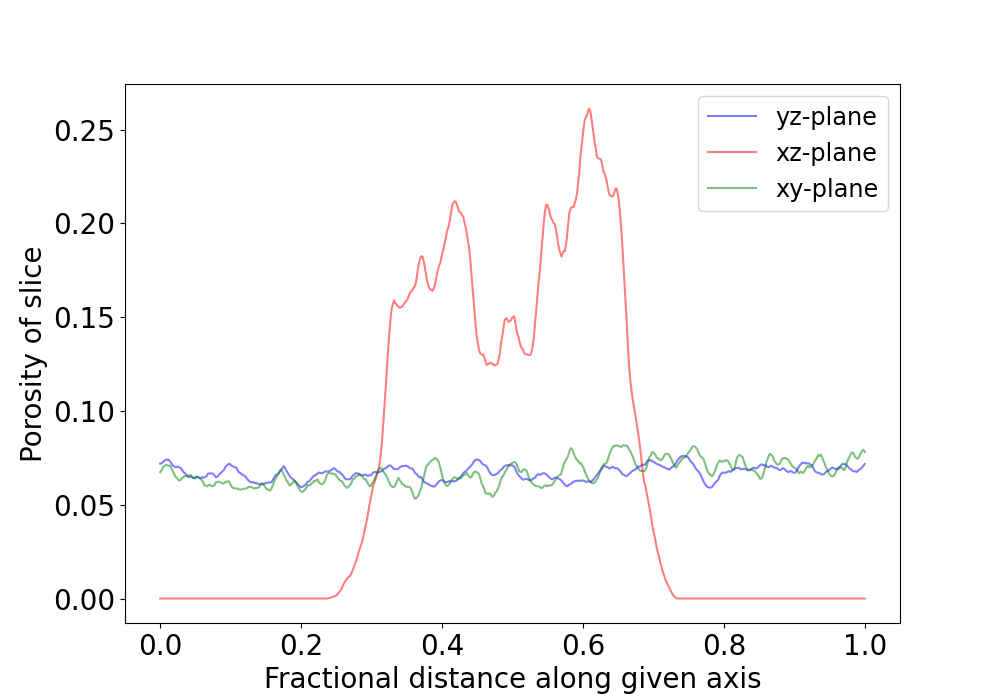 yz-plane
xz-plane
xy-plane
0.25
0.20
0.15
0.10
0.05
0.00
Porosity of slice
0.0 0.2 0.4 0.6 0.8 1.0
Fractional distance along given axis